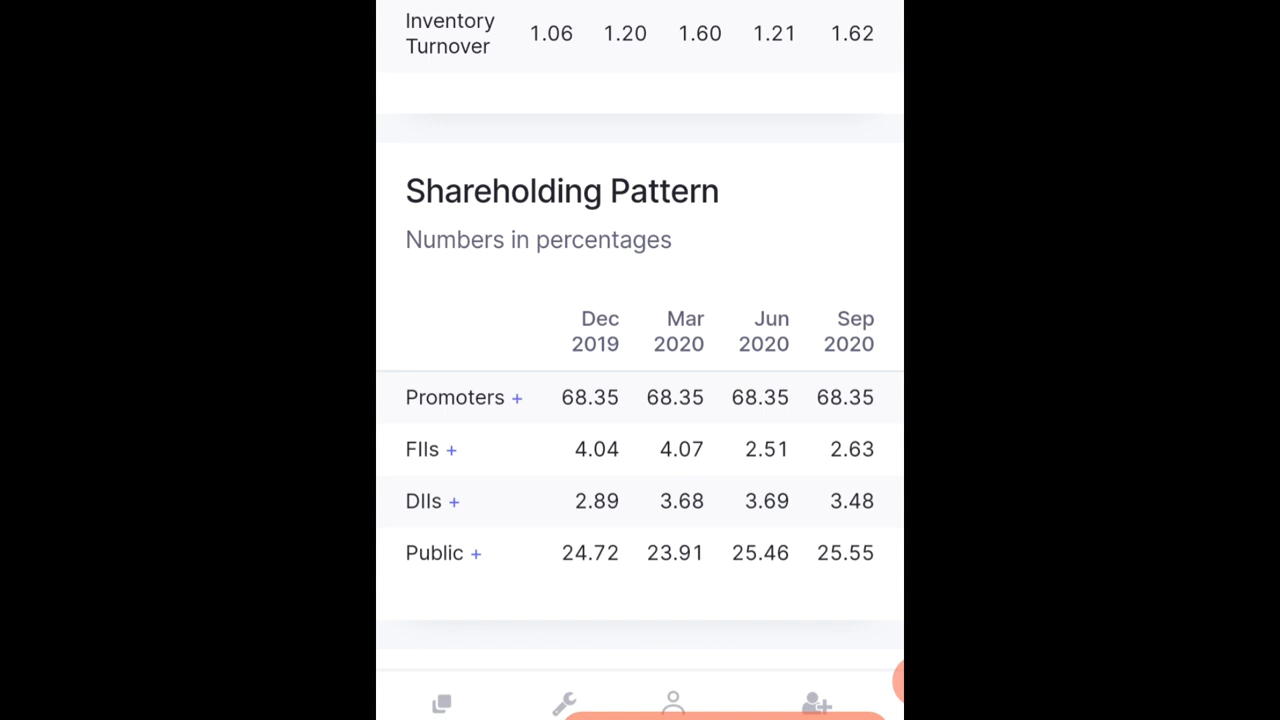 Inventory
Turnover 1.06 1.20 1.60 1.21 1.62
Shareholding Pattern
Numbers in percentages
Dec Mar Jun Sep
2019 2020 2020 2020
Promoters + 68.35 68.35 68.35 68.35
FIIs + 4.04 4.07 2.51 2.63
DIIs + 2.89 3.68 3.69 3.48
Public + 24.72 23.91 25.46 25.55